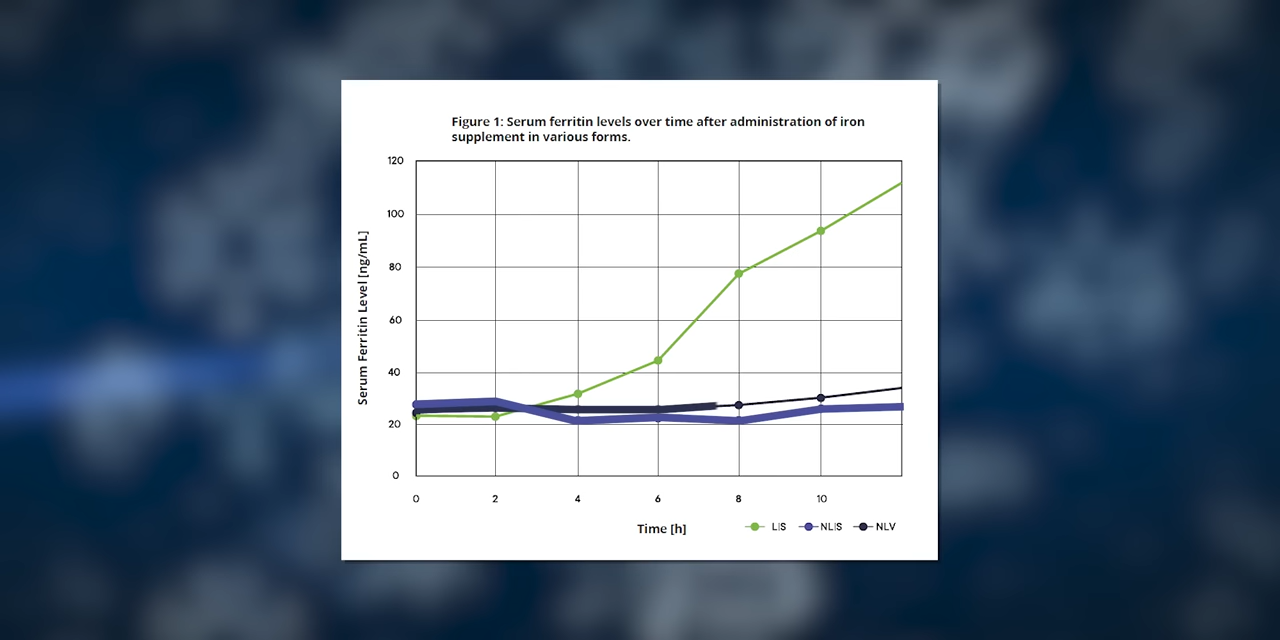 Figure 1: Serum ferritin levels over time after administration of iron
supplement in various forms.
120
100
80
60
40
20
0
Serum Ferritin Level [ng/mL]
0 2 4 6 8 10
Time [h]
LIS NLIS NLV